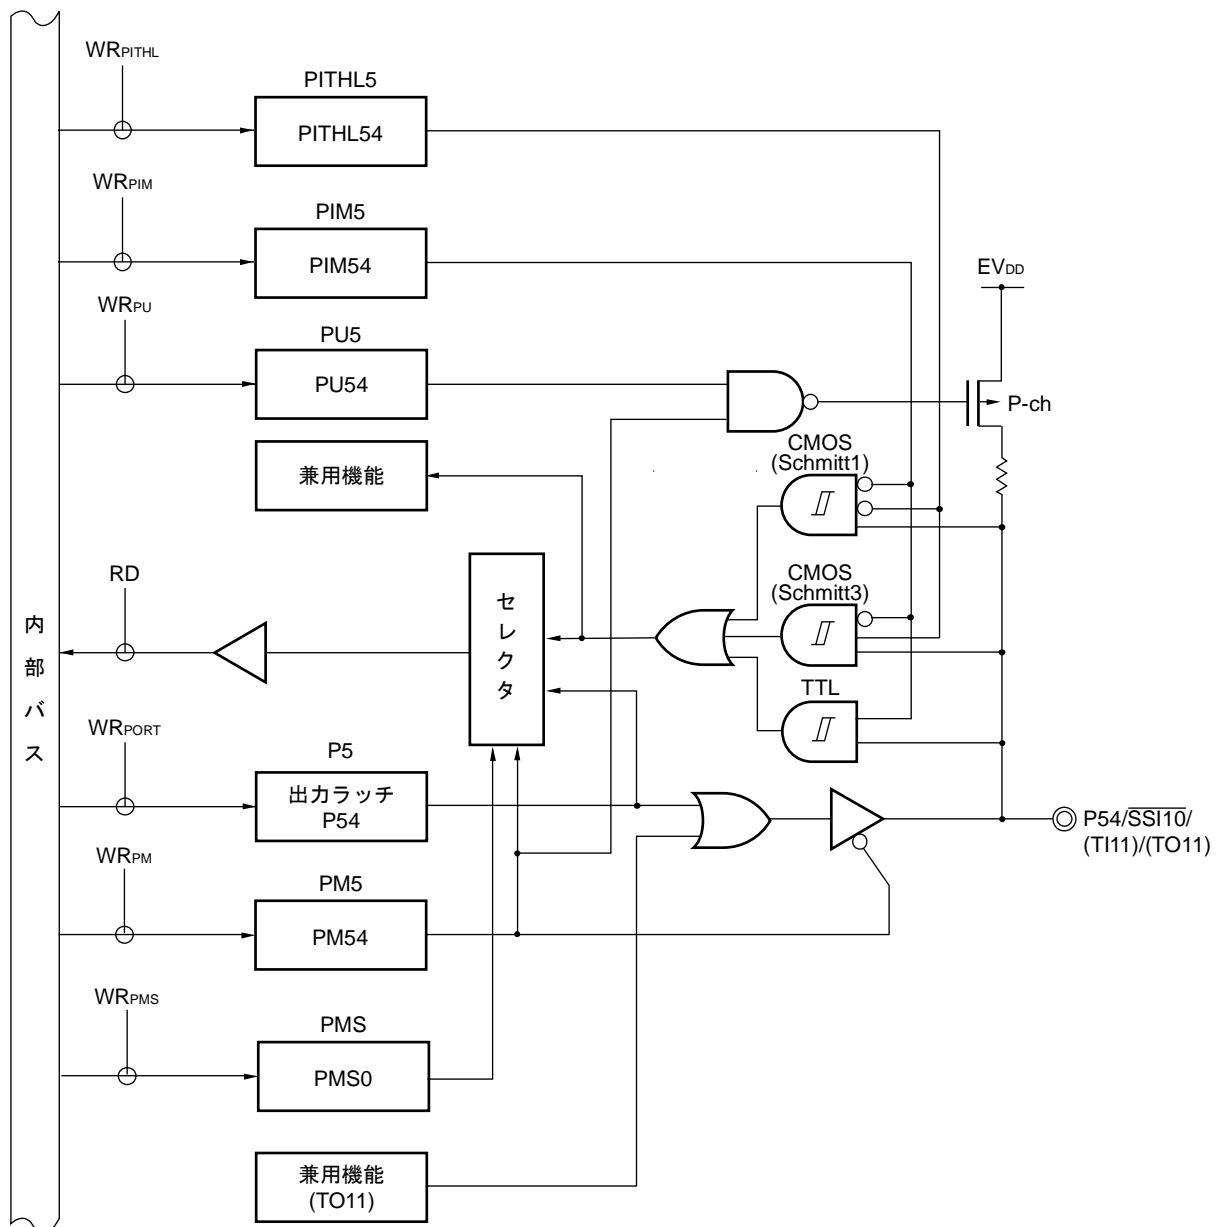 WRPITHL
PITHL5
PITHL54
WRPIM
PIM5
PIM54
EVDD
WRPU
PU5
PU54
P-ch
兼用機能
CMOS
(Schmitt1)
RD
セレクタ
CMOS
(Schmitt3)
内部バス
TTL
WRPORT
P5
出力ラッチ
P54
P54/SSI10/
(TI11)/(TO11)
WRPM
PM5
PM54
WRPMS
PMS
PMS0
兼用機能
(TO11)